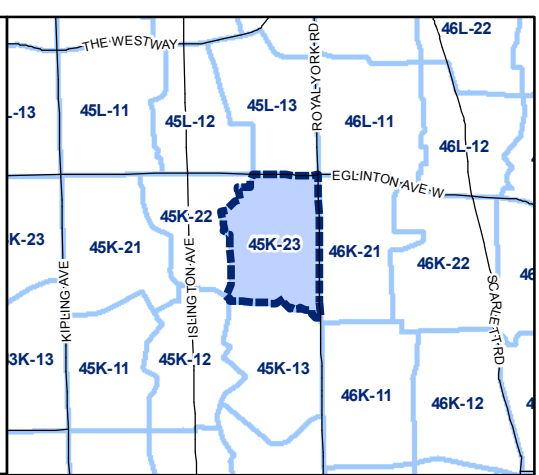 46L-22
THE WESTWAY
ROYAL YORK RD
L-13
45L-11
45L-12
45L-13
46L-11
46L-12
EGLINTON AVE W
45K-22
K-23
45K-21
45K-23
46K-21
46K-22
46
KIPLING AVE
ISLINGTON AVE
SCARLETT RD
3K-13
45K-11
45K-12
45K-13
46K-11
46K-12
4